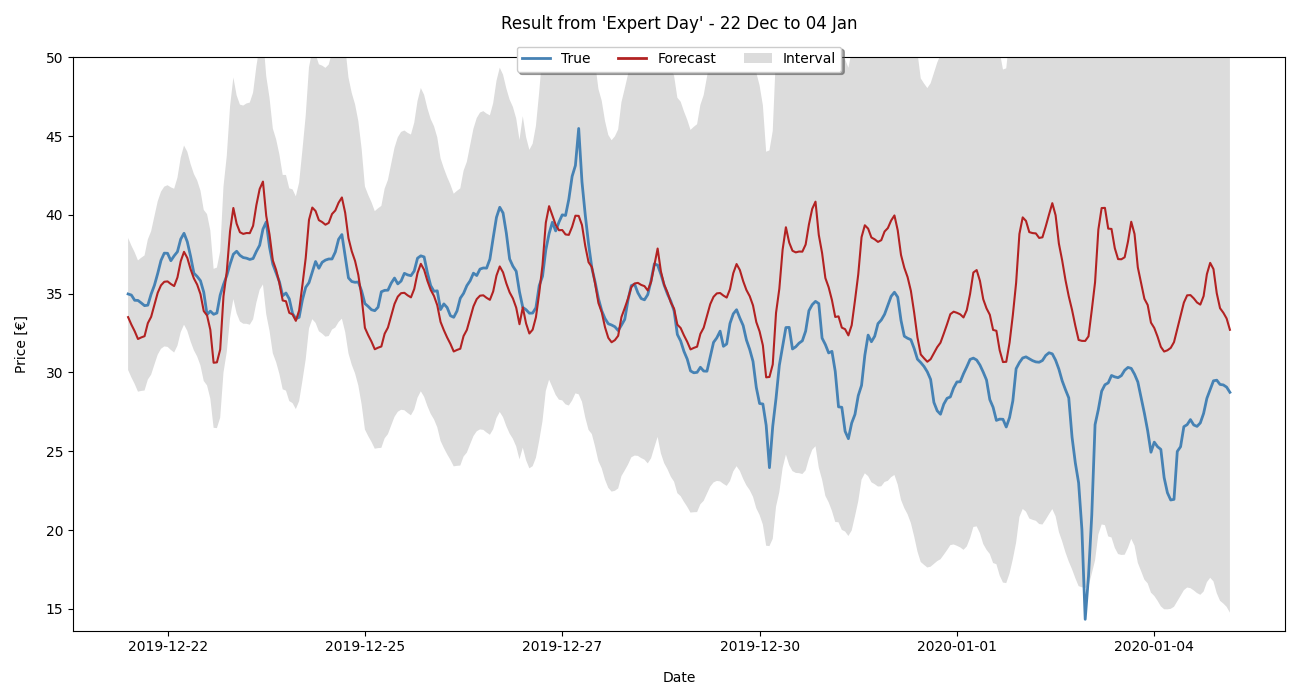 Result from 'Expert Day' - 22 Dec to 04 Jan
True Forecast Interval
50
45
40
35
30
25
20
15
Price [€]
2019-12-22 2019-12-25 2019-12-27 2019-12-30 2020-01-01 2020-01-04
Date